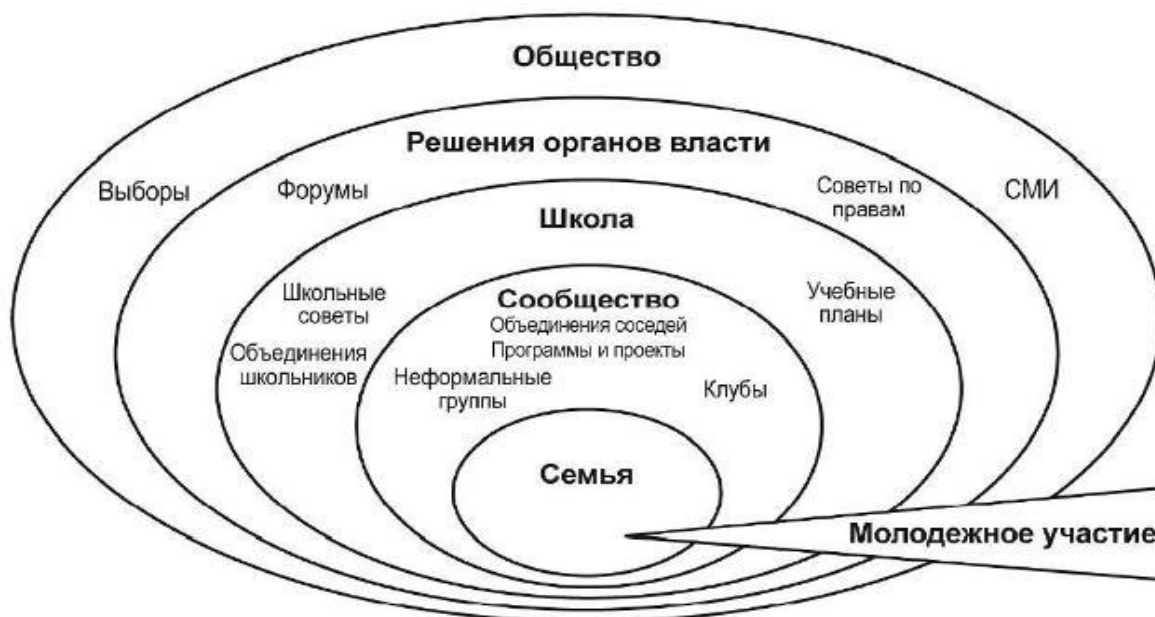 Общество
Решения органов власти
Выборы
Форумы
Советы по
правам
СМИ
Школа
Школьные
советы
Сообщество
Объединения соседей
Программы и проекты
Учебные
планы
Объединения
школьников
Неформальные
группы
Клубы
Семья
Молодежное участие